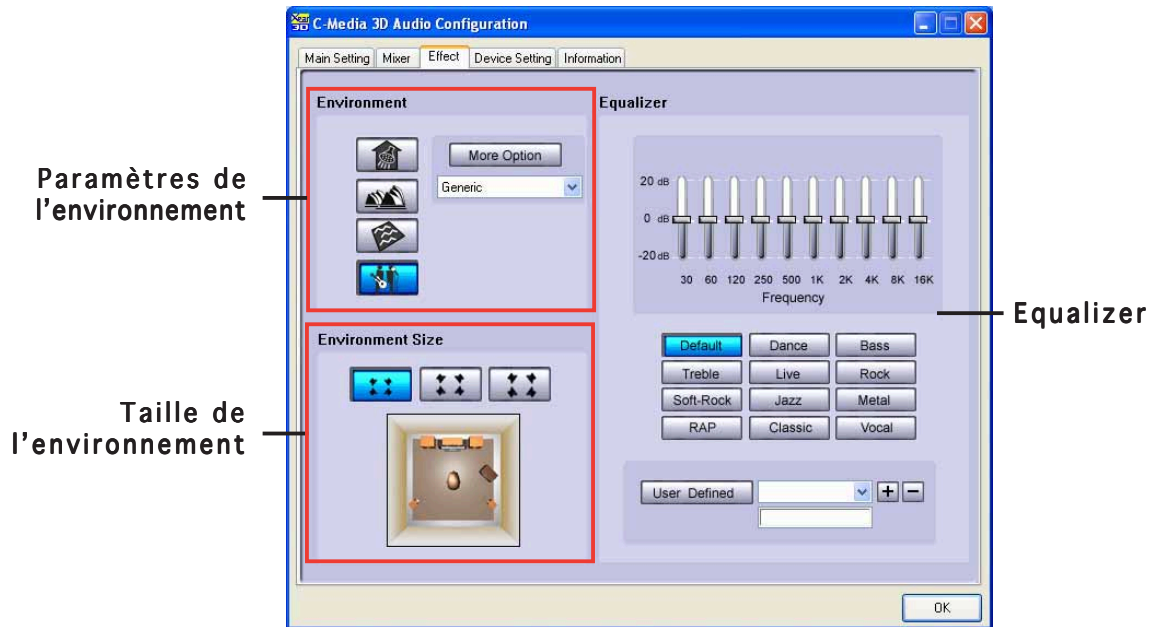 Xear
3D
C-Media 3D Audio Configuration
Main Setting
Mixer
Effect
Device Setting
Information
Environment
More Option
Generic
Paramètres de
l'environnement
Environment Size
Taille de
l'environnement
Equalizer
20 dB
0 dB
-20 dB
30 60 120 250 500 1K 2K 4K 8K 16K
Frequency
Equalizer
Default Dance Bass
Treble Live Rock
Soft-Rock Jazz Metal
RAP Classic Vocal
User Defined
OK